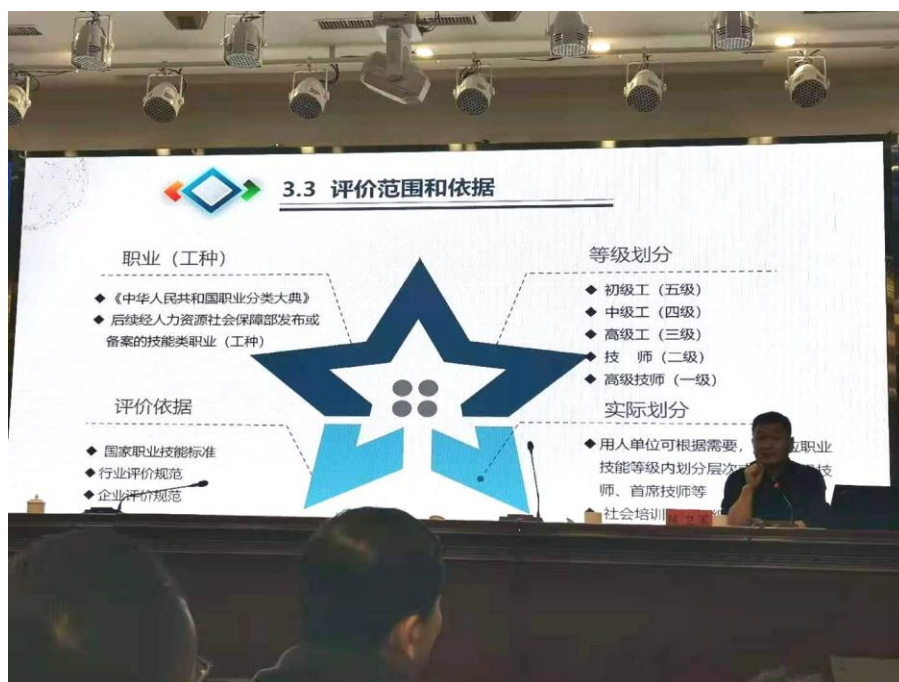 3.3 评价范围和依据
职业（工种）
◆《中华人民共和国职业分类大典》
◆ 后续经人力资源社会保障部发布或
备案的技能类职业（工种）
等级划分
◆ 初级工（五级）
◆ 中级工（四级）
◆ 高级工（三级）
◆ 技 师（二级）
◆ 高级技师（一级）
评价依据
◆ 国家职业技能标准
◆ 行业评价规范
◆ 企业评价规范
实际划分
◆ 用人单位可根据需要，
应职业
技能等级内划分层次
技
师、首席技师等
社会培训